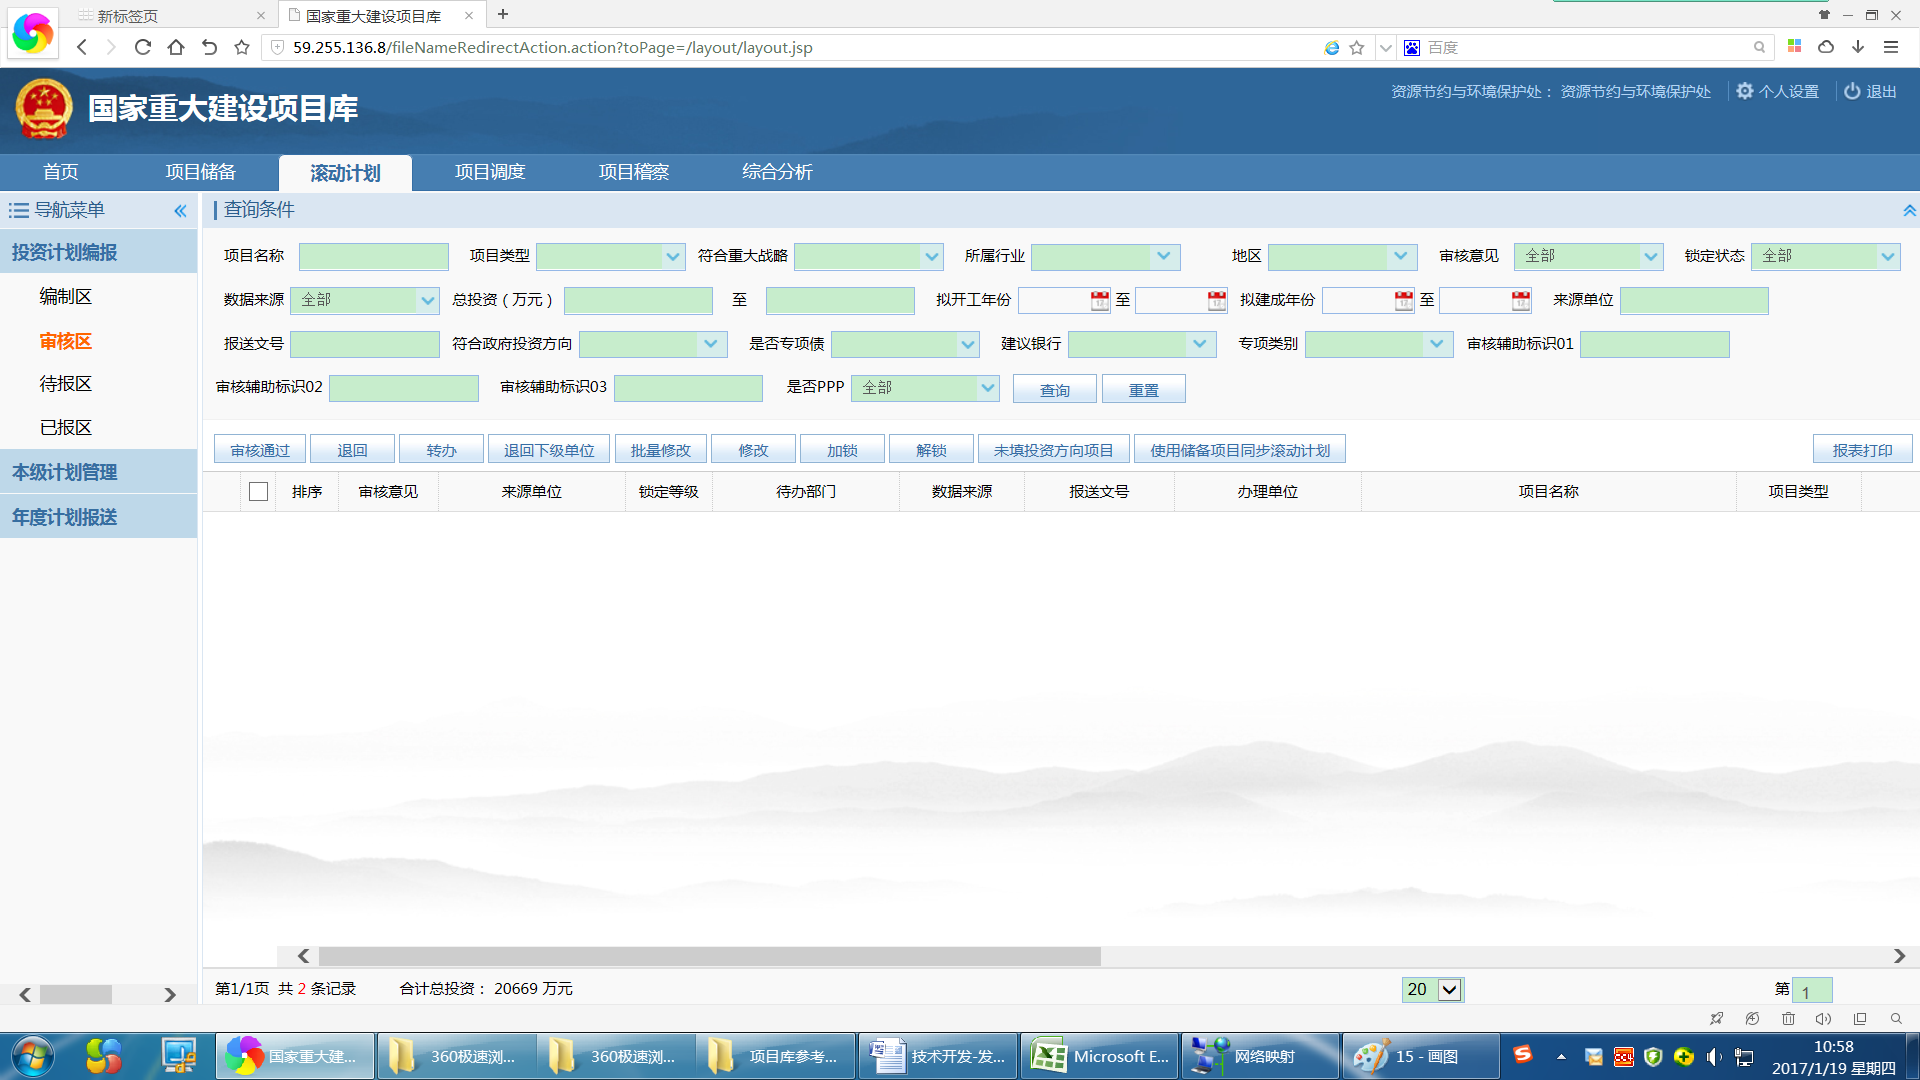 新标签页
国家重大建设项目库
59.255.136.8/fileNameRedirectAction.action?toPage=/layout/layout.jsp
百度
国家重大建设项目库
资源节约与环境保护处： 资源节约与环境保护处 个人设置 退出
首页 项目储备 滚动计划 项目调度 项目稽察 综合分析
导航菜单
投资计划编报
编制区
审核区
待报区
已报区
本级计划管理
年度计划报送
查询条件
项目名称 项目类型 符合重大战略 所属行业 地区 审核意见 全部 锁定状态 全部
数据来源 全部 总投资（万元） 至 拟开工年份 至 拟建成年份 至 来源单位
报送文号 符合政府投资方向 是否专项债 建议银行 专项类别 审核辅助标识01
审核辅助标识02 审核辅助标识03 是否PPP 全部 查询 重置
审核通过 退回 转办 退回下级单位 批量修改 修改 加锁 解锁 未填投资方向项目 使用储备项目同步滚动计划 报表打印
排序 审核意见 来源单位 锁定等级 待办部门 数据来源 报送文号 办理单位 项目名称 项目类型
第1/1页 共 2 条记录 合计总投资： 20669 万元 20 第 1
国家重大建... 360极速浏... 360极速浏... 项目库参考... 技术开发-发... Microsoft E... 网络映射 15 - 画图
10:58
2017/1/19 星期四